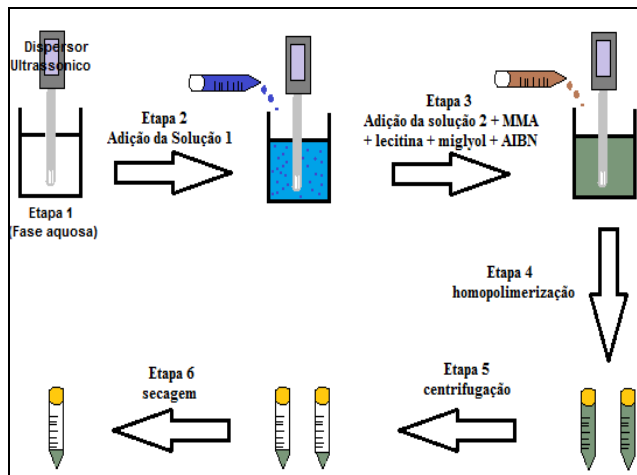 Dispersor
Ultrassonico
Etapa 1
(Fase aquosa)
Etapa 2
Adição da Solução 1
Etapa 3
Adição da solução 2 + MMA
+ lecitina + miglyol + AIBN
Etapa 4
homopolimerização
Etapa 5
centrifugação
Etapa 6
secagem